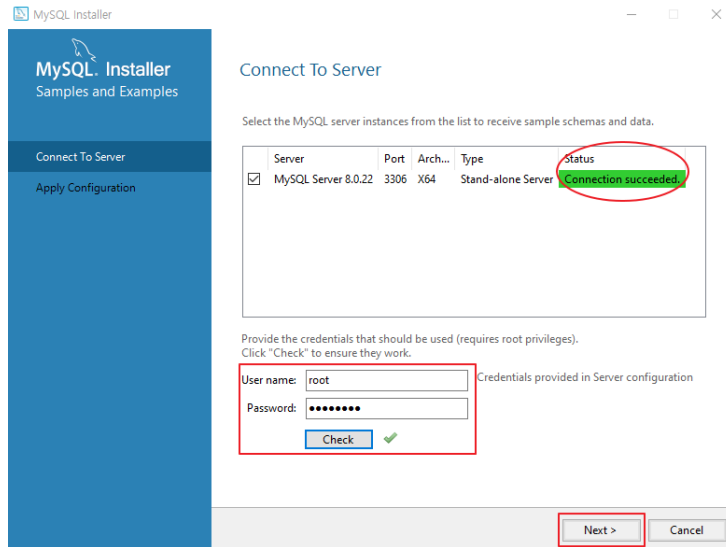 MySQL Installer
MySQL. Installer
Samples and Examples
Connect To Server
Apply Configuration
Connect To Server
Select the MySQL server instances from the list to receive sample schemas and data.
Server Port Arch... Type Status
MySQL Server 8.0.22 3306 X64 Stand-alone Server Connection succeeded.
Provide the credentials that should be used (requires root privileges).
Click "Check" to ensure they work.
User name: root Credentials provided in Server configuration
Password: ●●●●●●●●
Check
Next > Cancel